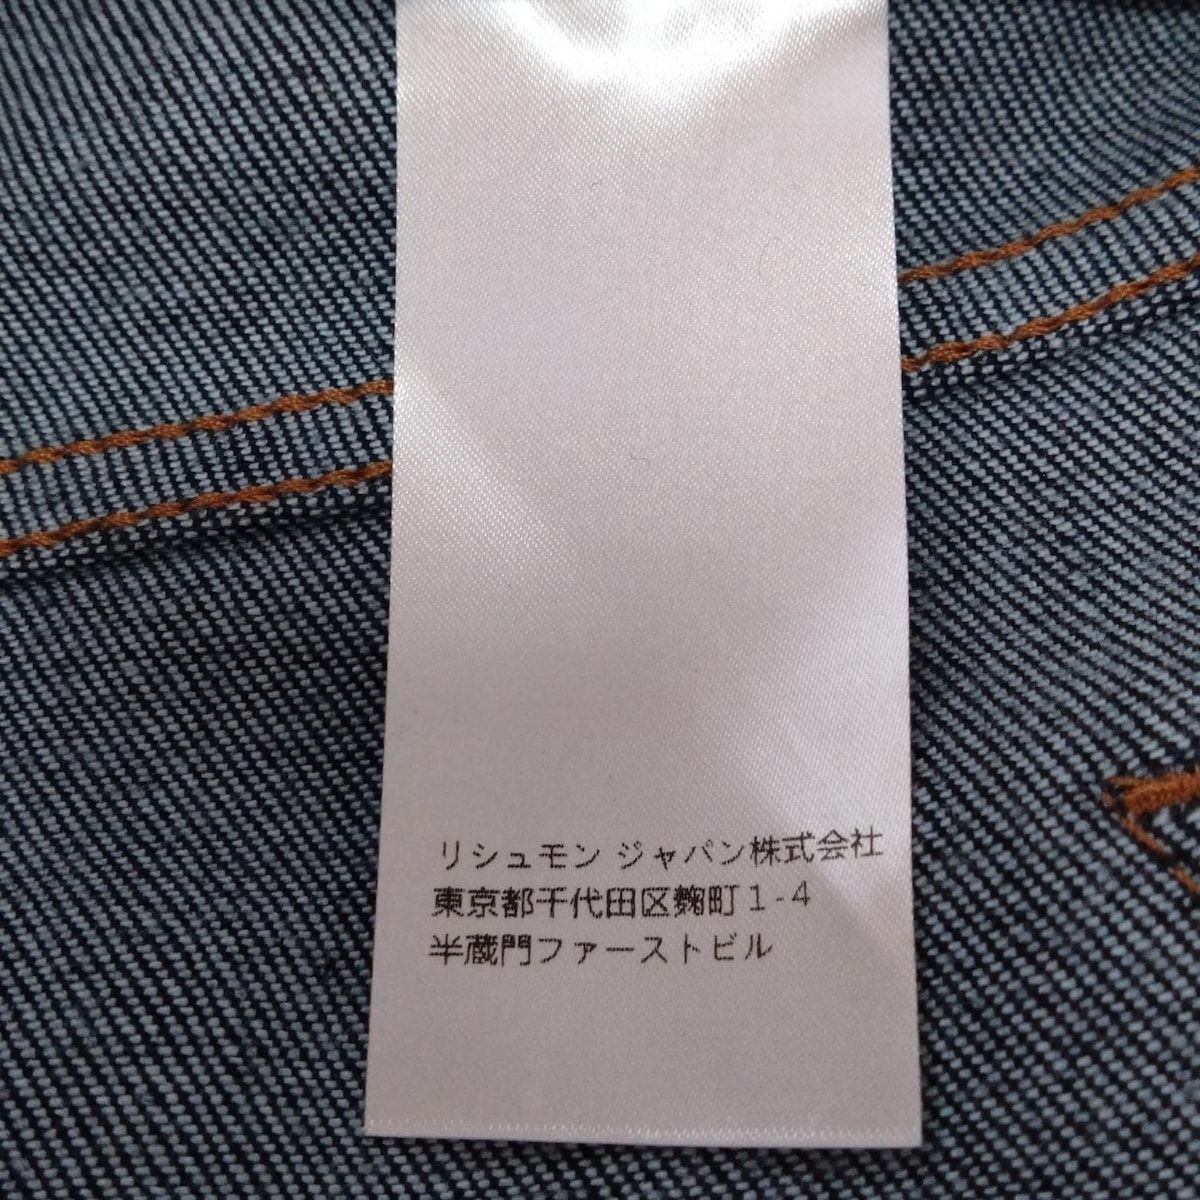 リシュモン ジャパン株式会社
東京都千代田区麴町1-4
半蔵門ファーストビル